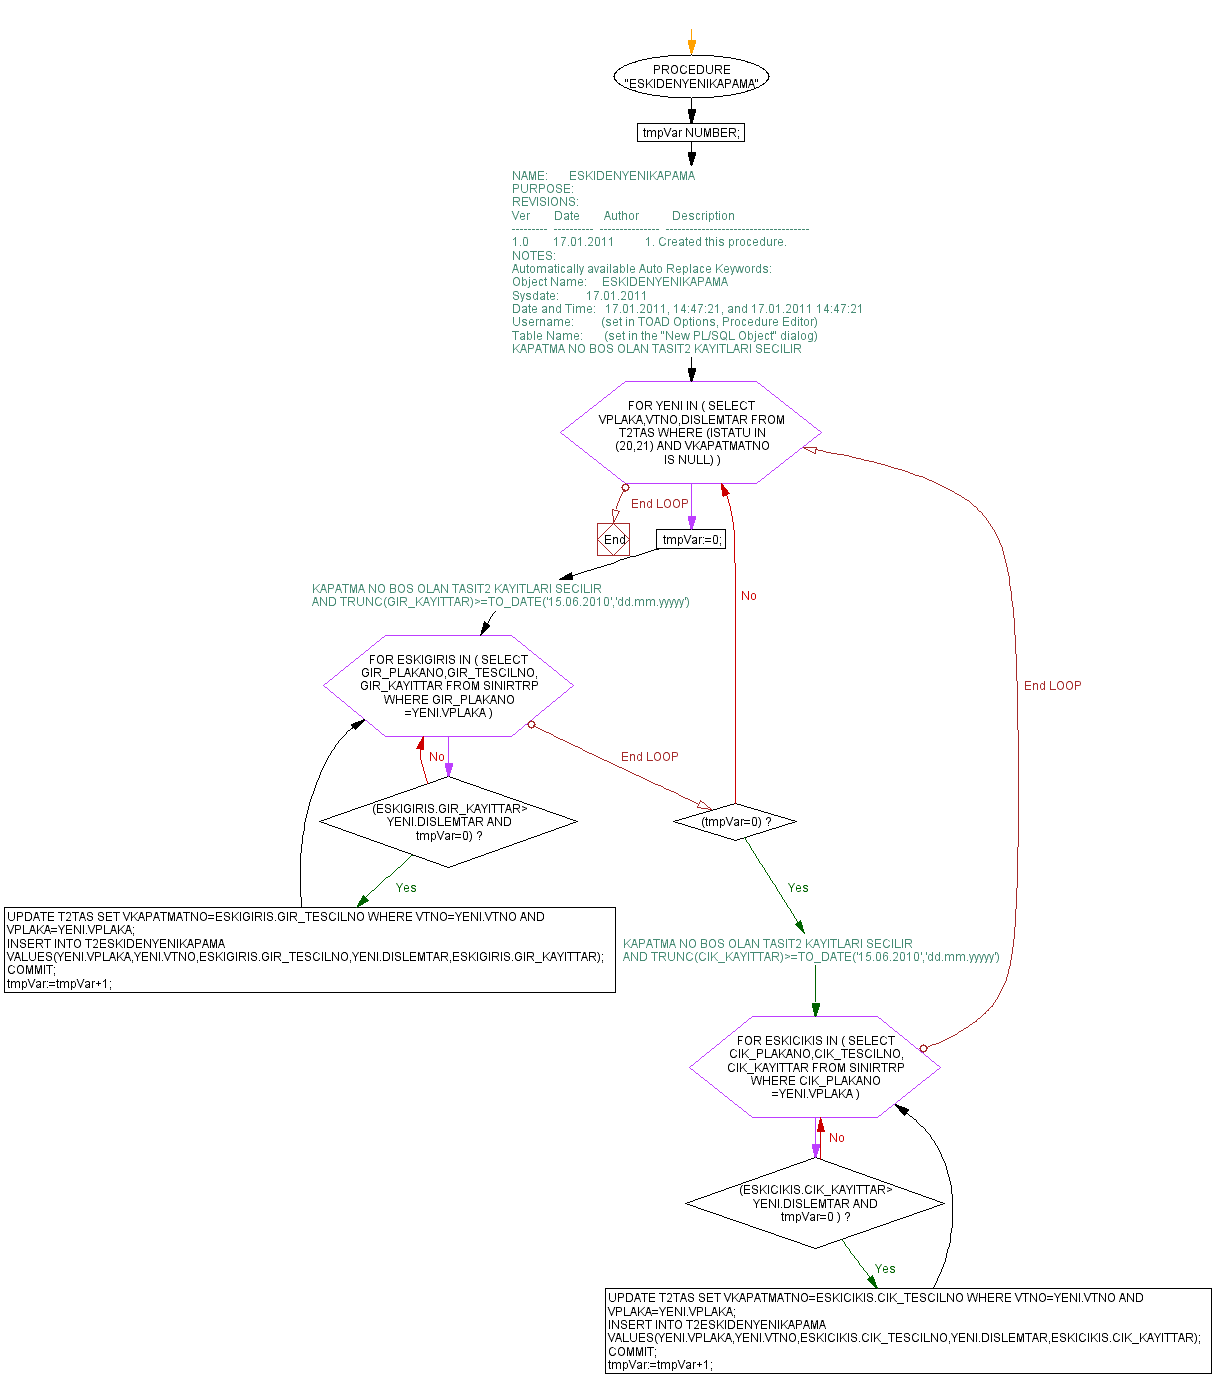 PROCEDURE
"ESKIDENYENIKAPAMA"
tmpVar NUMBER;
NAME: ESKIDENYENIKAPAMA
PURPOSE:
REVISIONS:
Ver Date Author Description
--------- ---------- --------------- ------------------------------------
1.0 17.01.2011 1. Created this procedure.
NOTES:
Automatically available Auto Replace Keywords:
Object Name: ESKIDENYENIKAPAMA
Sysdate: 17.01.2011
Date and Time: 17.01.2011, 14:47:21, and 17.01.2011 14:47:21
Username: (set in TOAD Options, Procedure Editor)
Table Name: (set in the "New PL/SQL Object" dialog)
KAPATMA NO BOS OLAN TASIT2 KAYITLARI SECILIR
FOR YENI IN ( SELECT
VPLAKA,VTNO,DISLEMTAR FROM
T2TAS WHERE (ISTATU IN
(20,21) AND VKAPATMATNO
IS NULL) )
End LOOP
End
tmpVar:=0;
KAPATMA NO BOS OLAN TASIT2 KAYITLARI SECILIR
AND TRUNC(GIR_KAYITTAR)>=TO_DATE('15.06.2010','dd.mm.yyyyy')
No
FOR ESKIGIRIS IN ( SELECT
GIR_PLAKANO,GIR_TESCILNO,
GIR_KAYITTAR FROM SINIRTRP
WHERE GIR_PLAKANO
=YENI.VPLAKA )
End LOOP
No
End LOOP
(ESKIGIRIS.GIR_KAYITTAR>
YENI.DISLEMTAR AND
tmpVar=0) ?
(tmpVar=0) ?
Yes
Yes
UPDATE T2TAS SET VKAPATMATNO=ESKIGIRIS.GIR_TESCILNO WHERE VTNO=YENI.VTNO AND
VPLAKA=YENI.VPLAKA;
INSERT INTO T2ESKIDENYENIKAPAMA
VALUES(YENI.VPLAKA,YENI.VTNO,ESKIGIRIS.GIR_TESCILNO,YENI.DISLEMTAR,ESKIGIRIS.GIR_KAYITTAR);
COMMIT;
tmpVar:=tmpVar+1;
KAPATMA NO BOS OLAN TASIT2 KAYITLARI SECILIR
AND TRUNC(CIK_KAYITTAR)>=TO_DATE('15.06.2010','dd.mm.yyyyy')
FOR ESKICIKIS IN ( SELECT
CIK_PLAKANO,CIK_TESCILNO,
CIK_KAYITTAR FROM SINIRTRP
WHERE CIK_PLAKANO
=YENI.VPLAKA )
No
(ESKICIKIS.CIK_KAYITTAR>
YENI.DISLEMTAR AND
tmpVar=0 ) ?
Yes
UPDATE T2TAS SET VKAPATMATNO=ESKICIKIS.CIK_TESCILNO WHERE VTNO=YENI.VTNO AND
VPLAKA=YENI.VPLAKA;
INSERT INTO T2ESKIDENYENIKAPAMA
VALUES(YENI.VPLAKA,YENI.VTNO,ESKICIKIS.CIK_TESCILNO,YENI.DISLEMTAR,ESKICIKIS.CIK_KAYITTAR);
COMMIT;
tmpVar:=tmpVar+1;